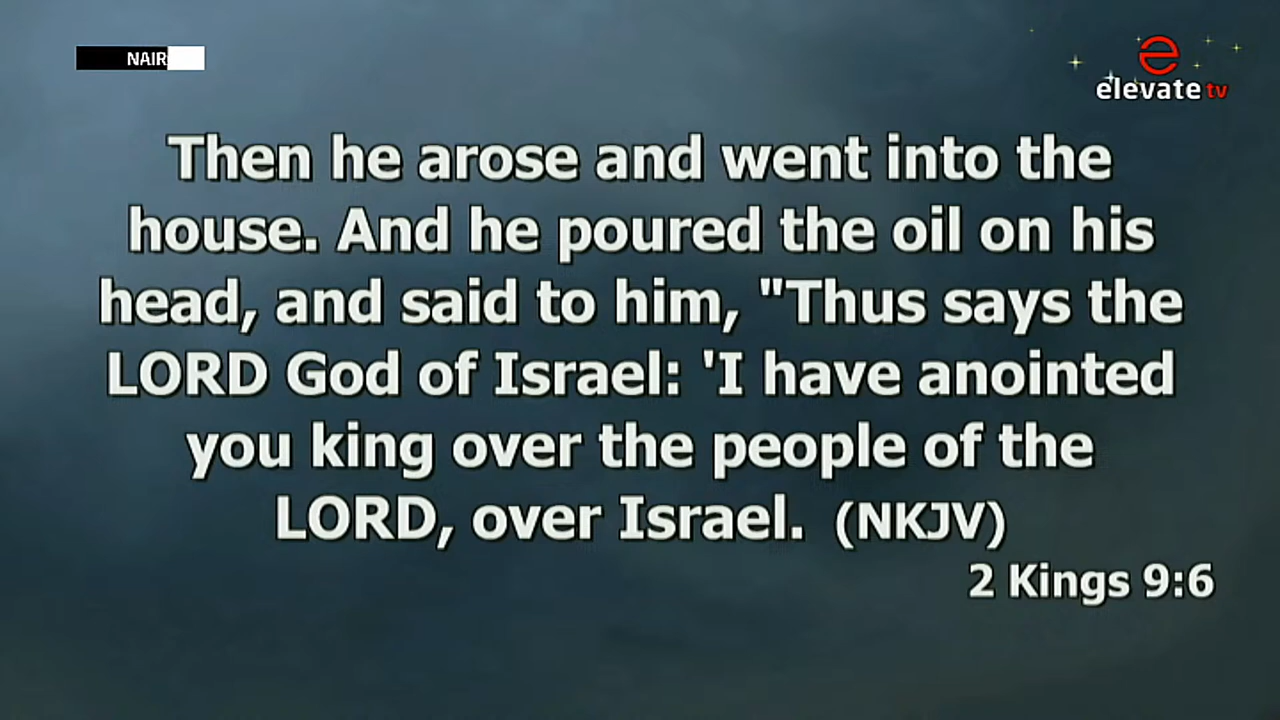 NAIR
elevate tv
Then he arose and went into the
house. And he poured the oil on his
head, and said to him, "Thus says the
LORD God of Israel: 'I have anointed
you king over the people of the
LORD, over Israel. (NKJV)
2 Kings 9:6